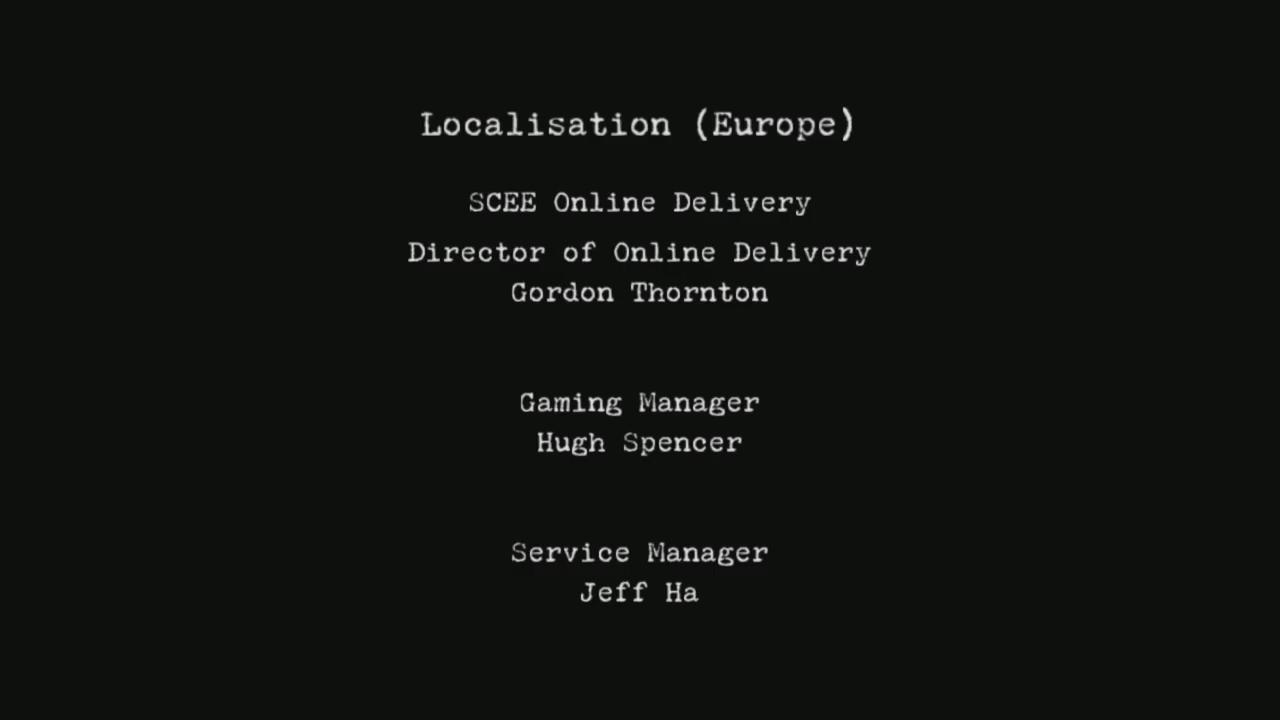 Localisation (Europe)
SCEE Online Delivery
Director of Online Delivery
Gordon Thornton
Gaming Manager
Hugh Spencer
Service Manager
Jeff Ha